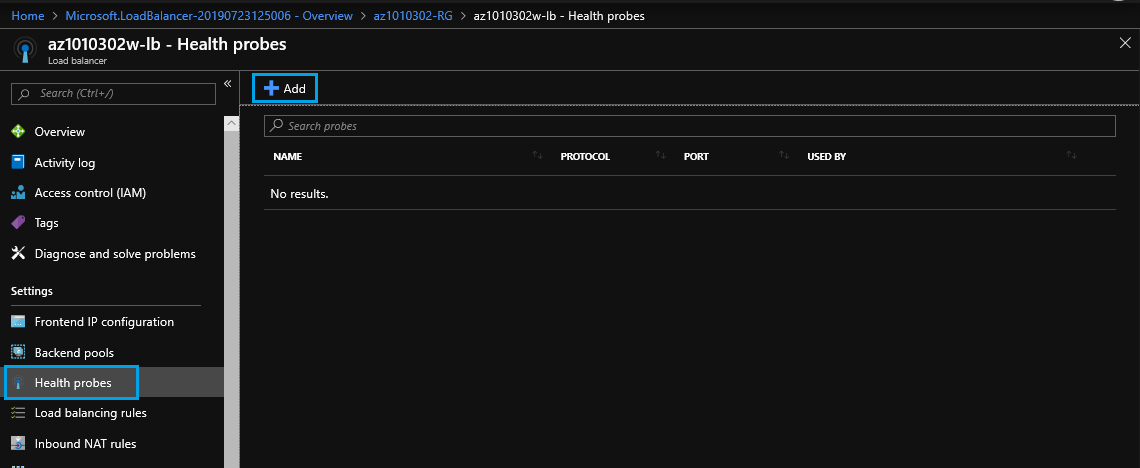 Home > Microsoft.LoadBalancer-20190723125006 - Overview > az1010302-RG > az1010302w-lb - Health probes
az1010302w-lb - Health probes
Load balancer
Search (Ctrl+/)
Add
Search probes
NAME PROTOCOL PORT USED BY
No results.
Overview
Activity log
Access control (IAM)
Tags
Diagnose and solve problems
Settings
Frontend IP configuration
Backend pools
Health probes
Load balancing rules
Inbound NAT rules